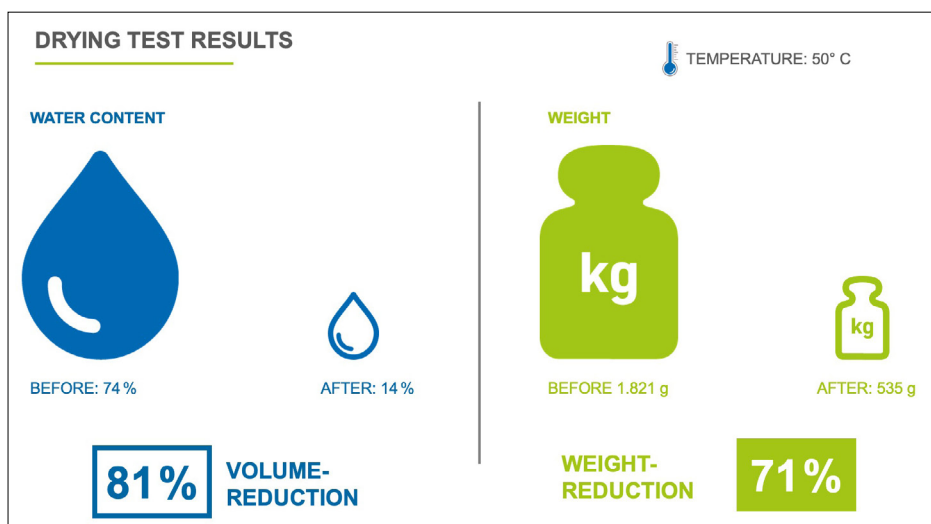 DRYING TEST RESULTS
TEMPERATURE: 50° C
WATER CONTENT
BEFORE: 74 %
AFTER: 14 %
81%
VOLUME-
REDUCTION
WEIGHT
kg
kg
BEFORE 1.821 g
AFTER: 535 g
WEIGHT-
REDUCTION
71%